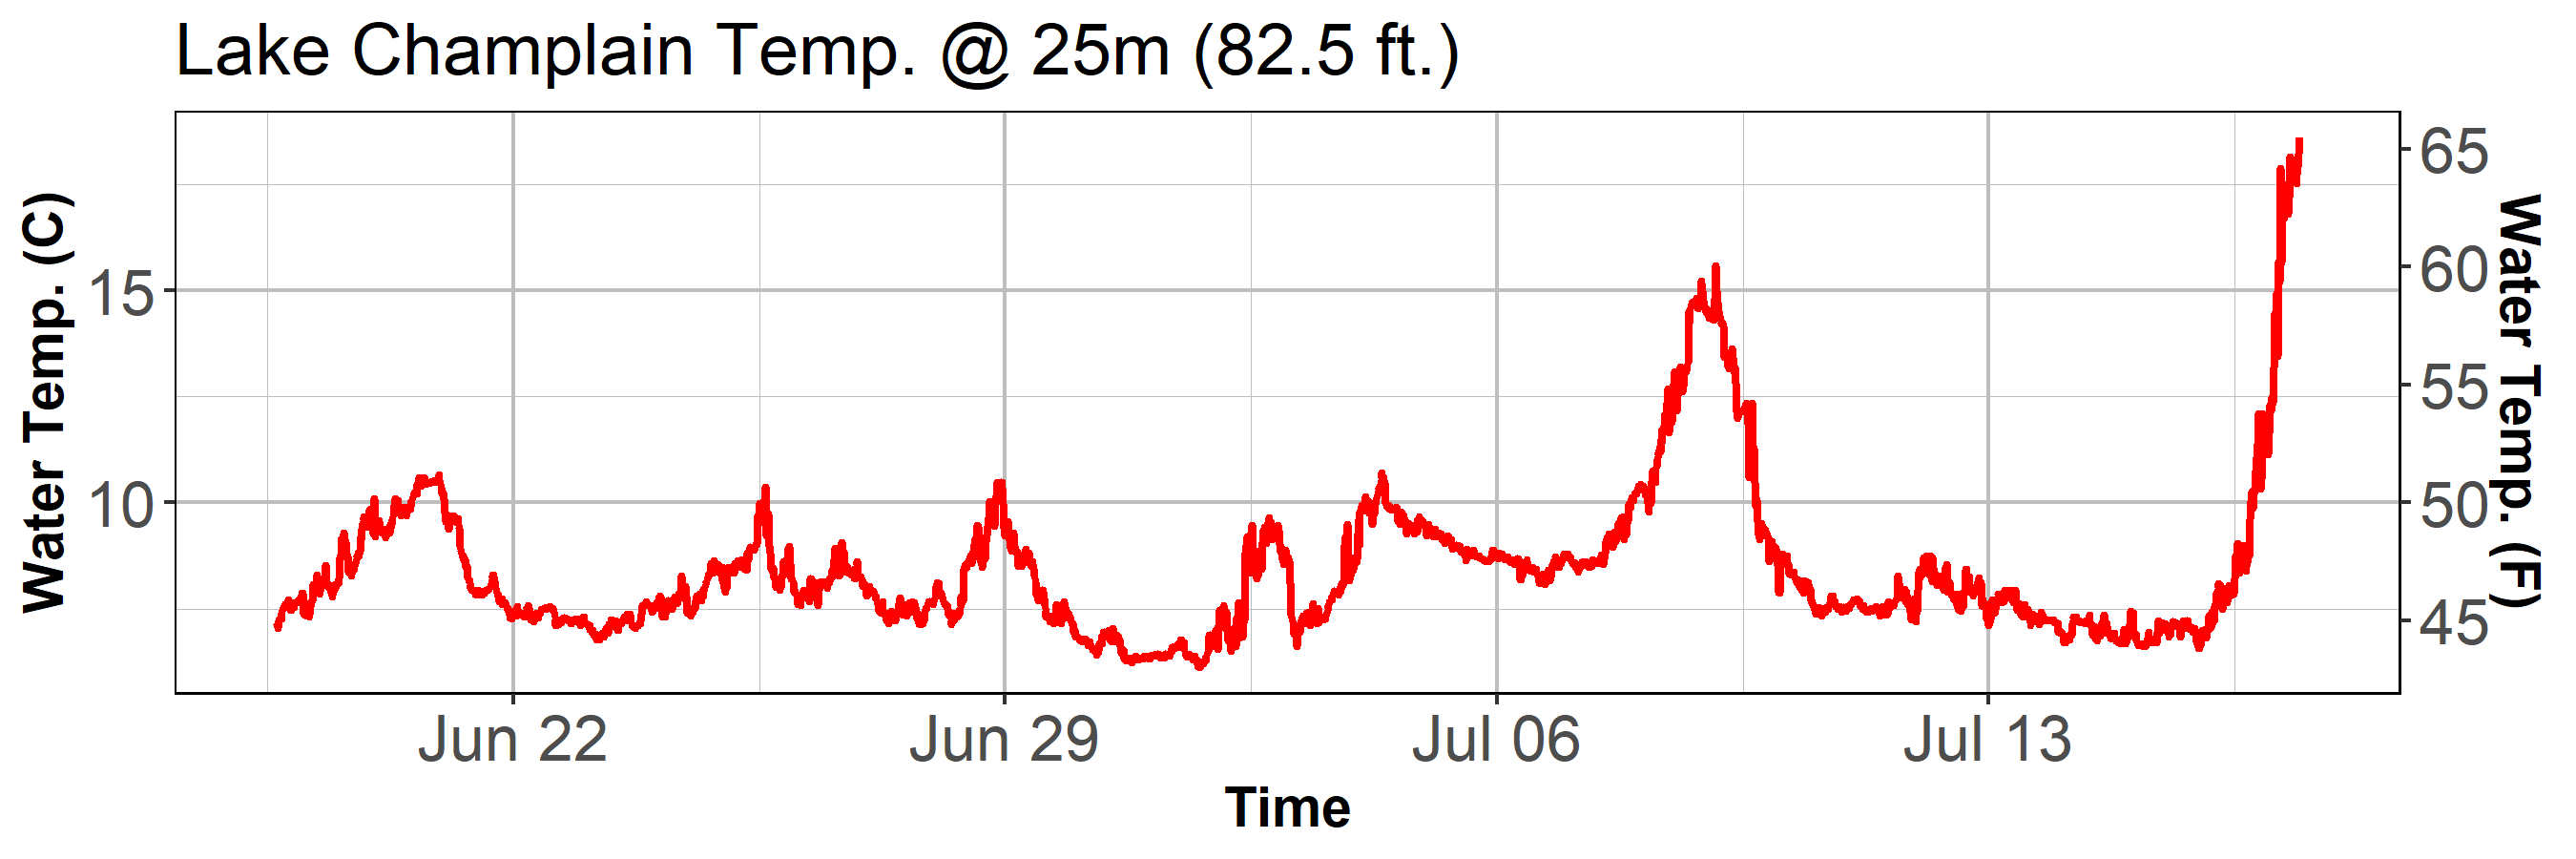 Lake Champlain Temp. @ 25m (82.5 ft.)
Water Temp. (C)
15
10
65
60
55
50
45
Water Temp. (F)
Jun 22 Jun 29 Jul 06 Jul 13
Time